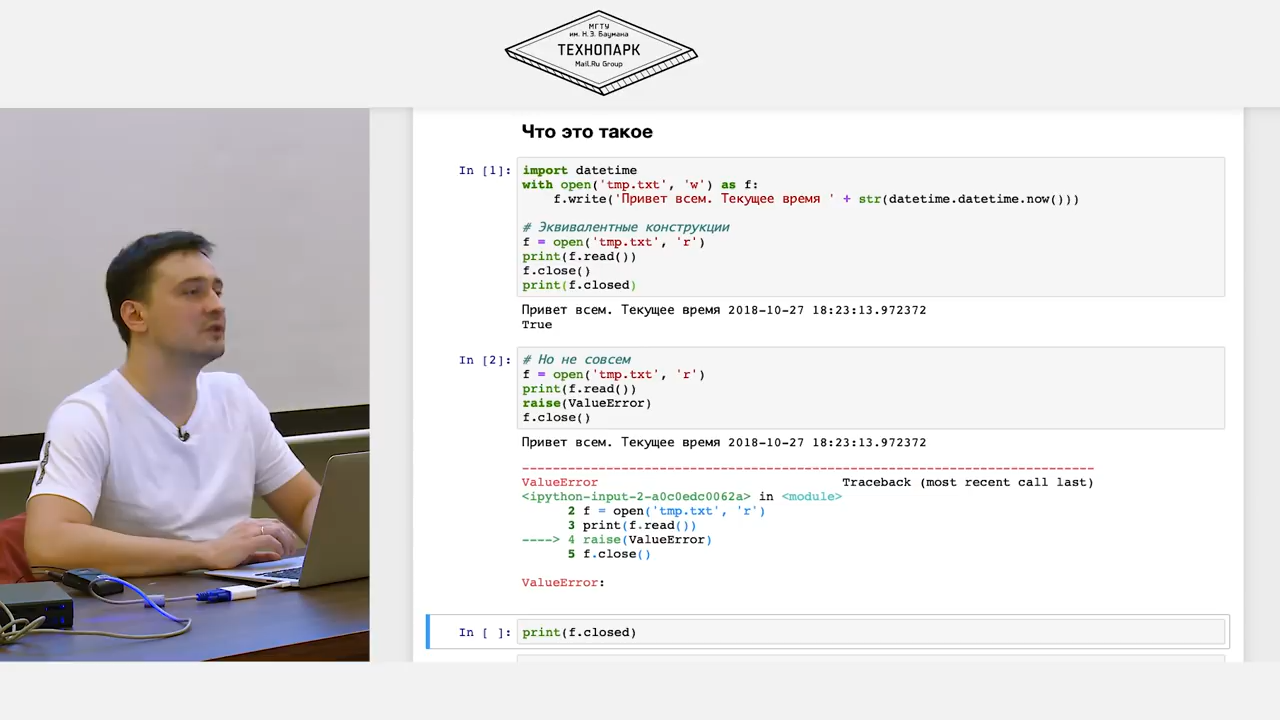 МГТУ
им. Н.Э. Баумана
ТЕХНОПАРК
Mail.Ru Group
Что это такое
In [1]:
import datetime
with open('tmp.txt', 'w') as f:
    f.write('Привет всем. Текущее время ' + str(datetime.datetime.now()))
# Эквивалентные конструкции
f = open('tmp.txt', 'r')
print(f.read())
f.close()
print(f.closed)
Привет всем. Текущее время 2018-10-27 18:23:13.972372
True
In [2]:
# Но не совсем
f = open('tmp.txt', 'r')
print(f.read())
raise(ValueError)
f.close()
Привет всем. Текущее время 2018-10-27 18:23:13.972372
---------------------------------------------------------------------------
ValueError                                Traceback (most recent call last)
<ipython-input-2-a0c0edc0062a> in <module>
      2 f = open('tmp.txt', 'r')
      3 print(f.read())
----> 4 raise(ValueError)
      5 f.close()
ValueError:
In [ ]:
print(f.closed)